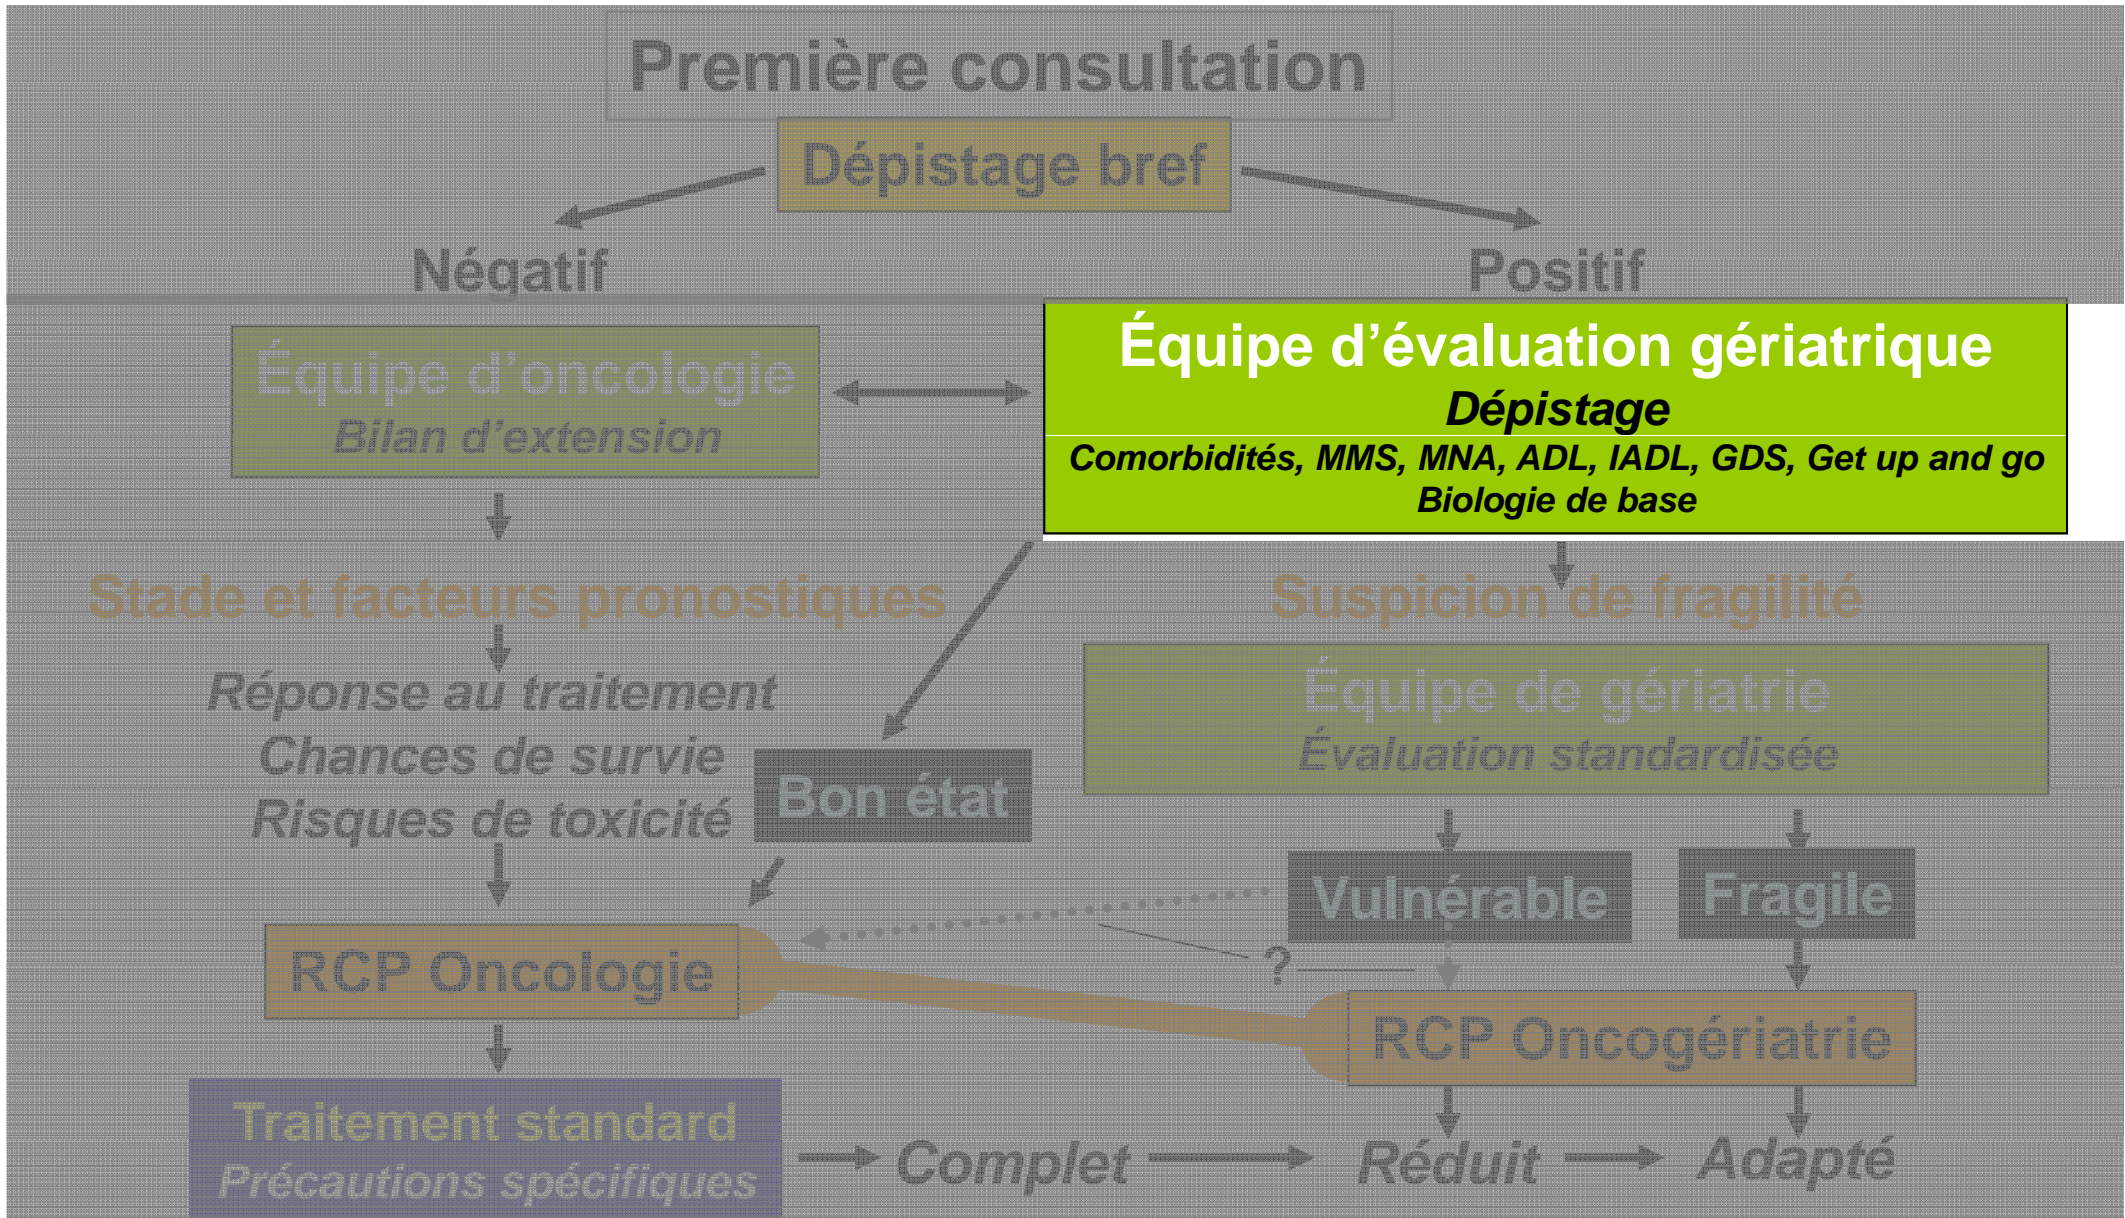 Première consultation
Dépistage bref
Négatif
Positif
Équipe d'oncologie
Bilan d'extension
Équipe d'évaluation gériatrique
Dépistage
Comorbidités, MMS, MNA, ADL, IADL, GDS, Get up and go
Biologie de base
Stade et facteurs pronostiques
Suspicion de fragilité
Réponse au traitement
Chances de survie
Risques de toxicité
Bon état
Équipe de gériatrie
Évaluation standardisée
Vulnérable
Fragile
RCP Oncologie
?
RCP Oncogériatrie
Traitement standard
Précautions spécifiques
Complet
Réduit
Adapté